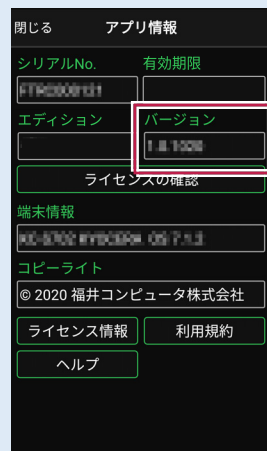 閉じる アプリ情報
シリアルNo. 有効期限
エディション バージョン
ライセンスの確認
端末情報
コピーライト
© 2020 福井コンピュータ株式会社
ライセンス情報 利用規約
ヘルプ